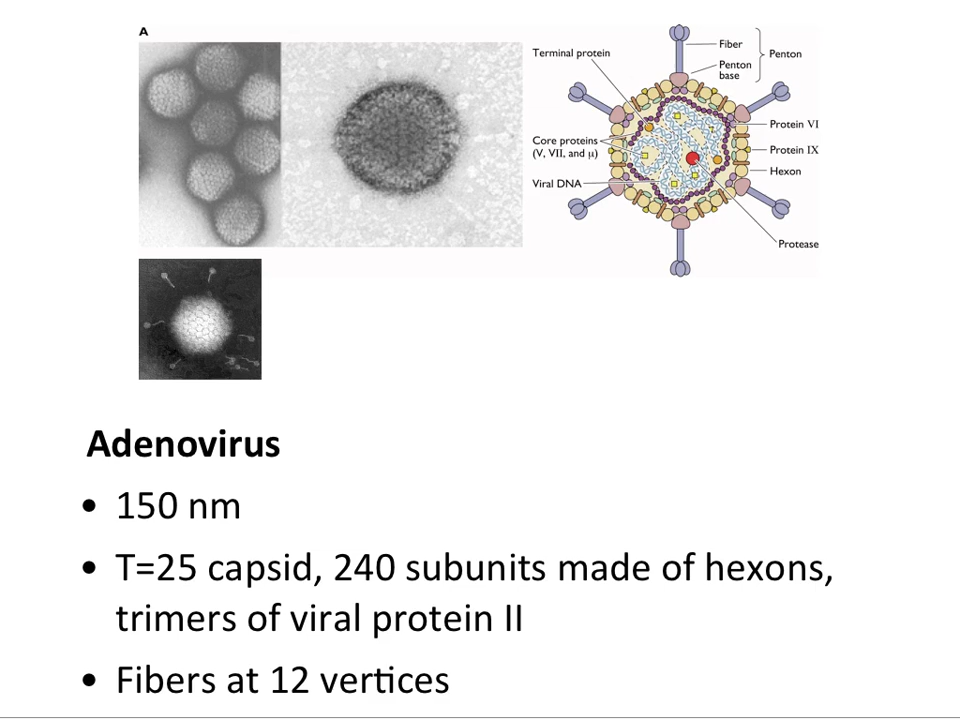 A
Terminal protein
Fiber
Penton
Penton
base
Core proteins
(V, VII, and μ)
Protein VI
Protein IX
Hexon
Viral DNA
Protease
Adenovirus
• 150 nm
• T=25 capsid, 240 subunits made of hexons,
trimers of viral protein II
• Fibers at 12 vertices